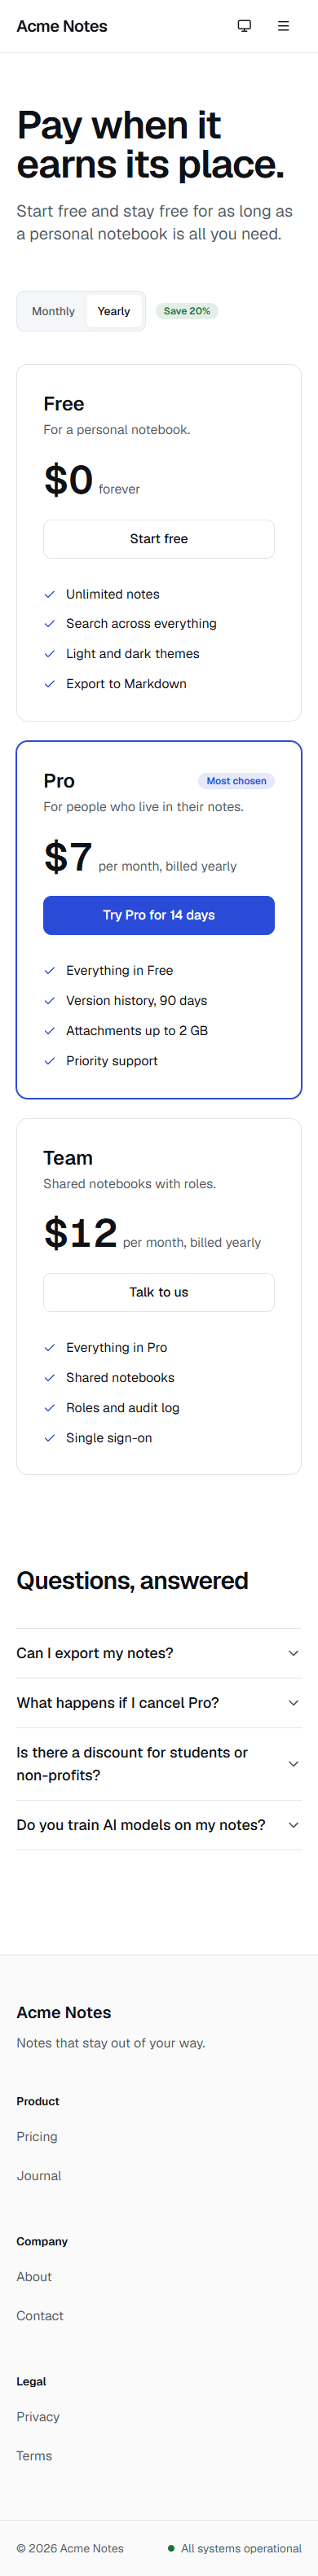 Acme Notes
Pay when it
earns its place.
Start free and stay free for as long as
a personal notebook is all you need.
Monthly Yearly Save 20%
Free
For a personal notebook.
$0 forever
Start free
Unlimited notes
Search across everything
Light and dark themes
Export to Markdown
Pro Most chosen
For people who live in their notes.
$7 per month, billed yearly
Try Pro for 14 days
Everything in Free
Version history, 90 days
Attachments up to 2 GB
Priority support
Team
Shared notebooks with roles.
$12 per month, billed yearly
Talk to us
Everything in Pro
Shared notebooks
Roles and audit log
Single sign-on
Questions, answered
Can I export my notes?
What happens if I cancel Pro?
Is there a discount for students or
non-profits?
Do you train AI models on my notes?
Acme Notes
Notes that stay out of your way.
Product
Pricing
Journal
Company
About
Contact
Legal
Privacy
Terms
© 2026 Acme Notes All systems operational